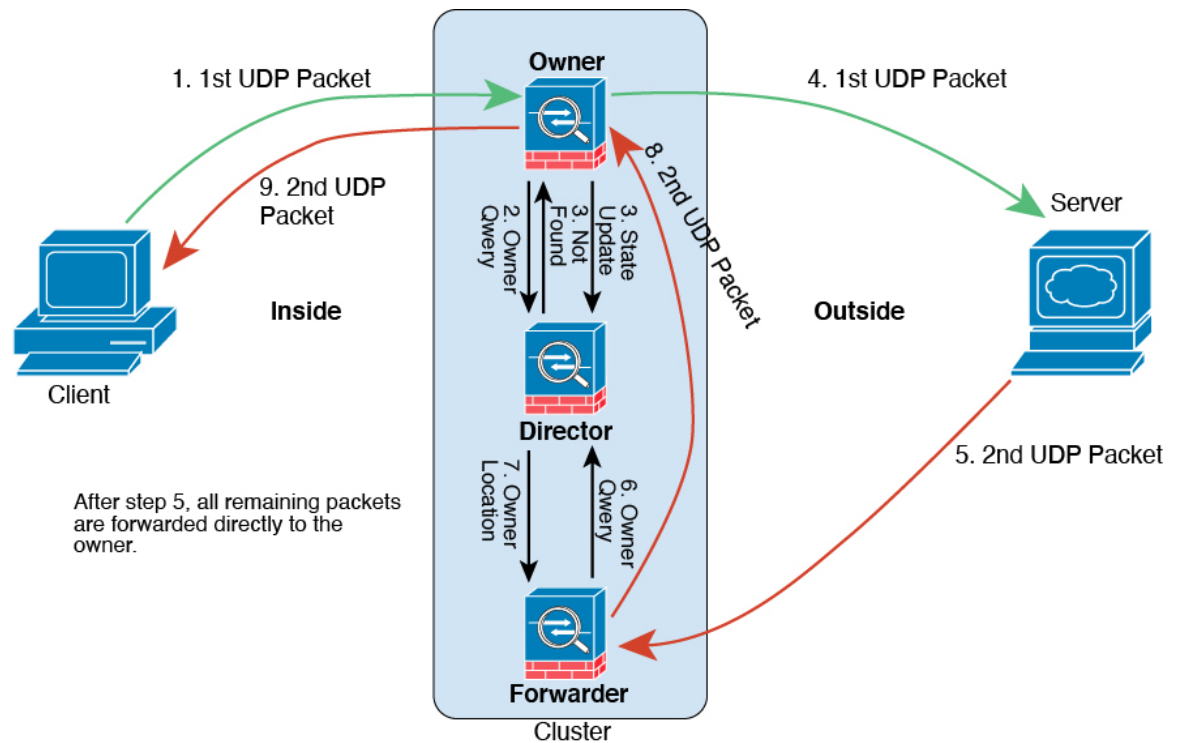 Owner
1. 1st UDP Packet
4. 1st UDP Packet
9. 2nd UDP
Packet
2. Owner
Qwery
3. Not
Found
3. State
Update
8. 2nd UDP Packet
Server
Inside
Outside
Client
Director
5. 2nd UDP Packet
7. Owner
Location
6. Owner
Qwery
After step 5, all remaining packets
are forwarded directly to the
owner.
Forwarder
Cluster